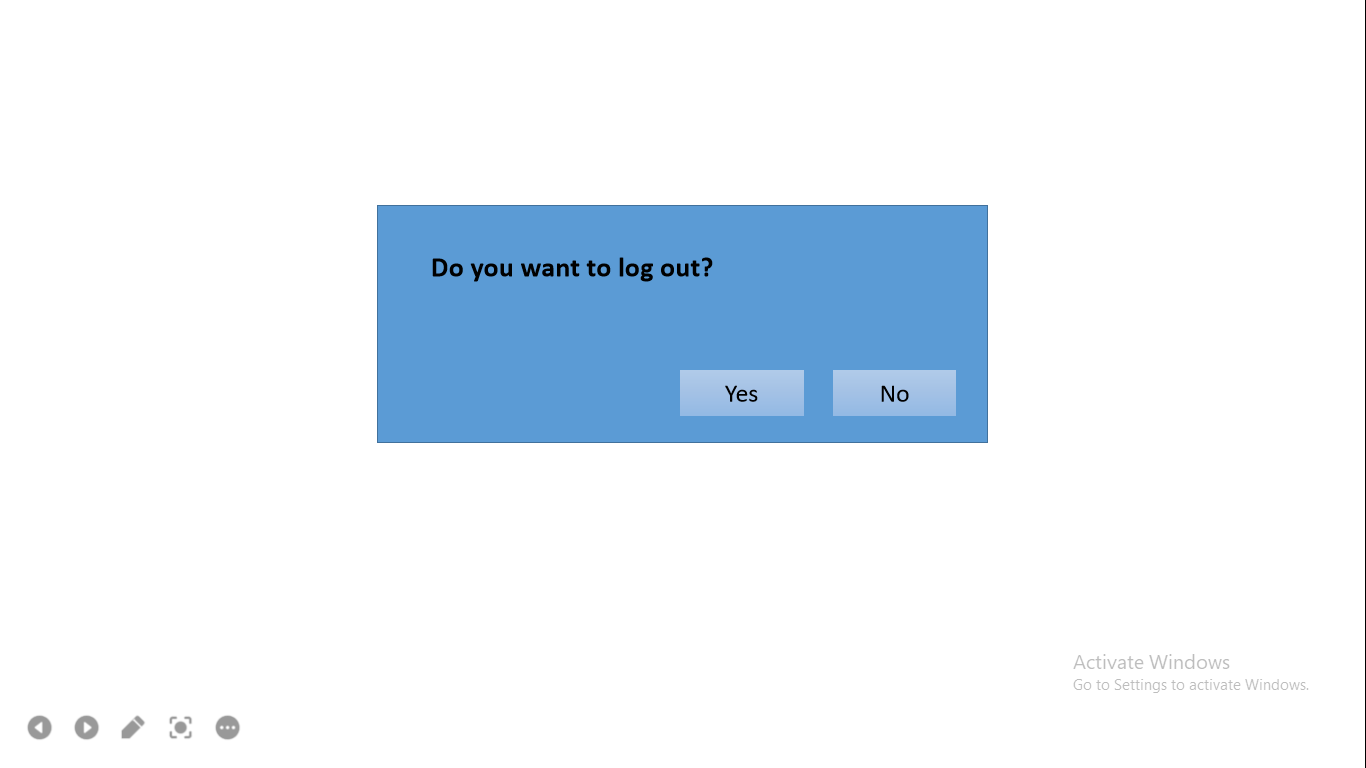 Do you want to log out?
Yes
No
Activate Windows
Go to Settings to activate Windows.